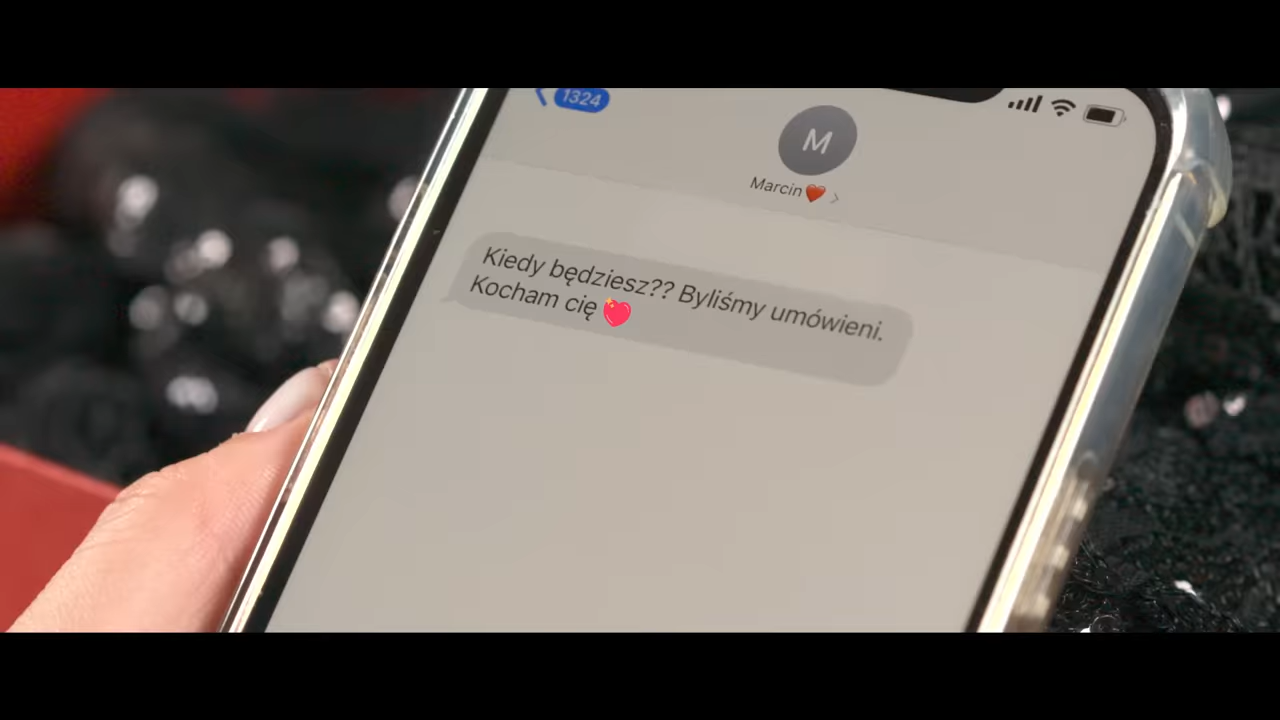 1324
M
Marcin❤️ >
Kiedy będziesz?? Byliśmy umówieni.
Kocham cię 💖